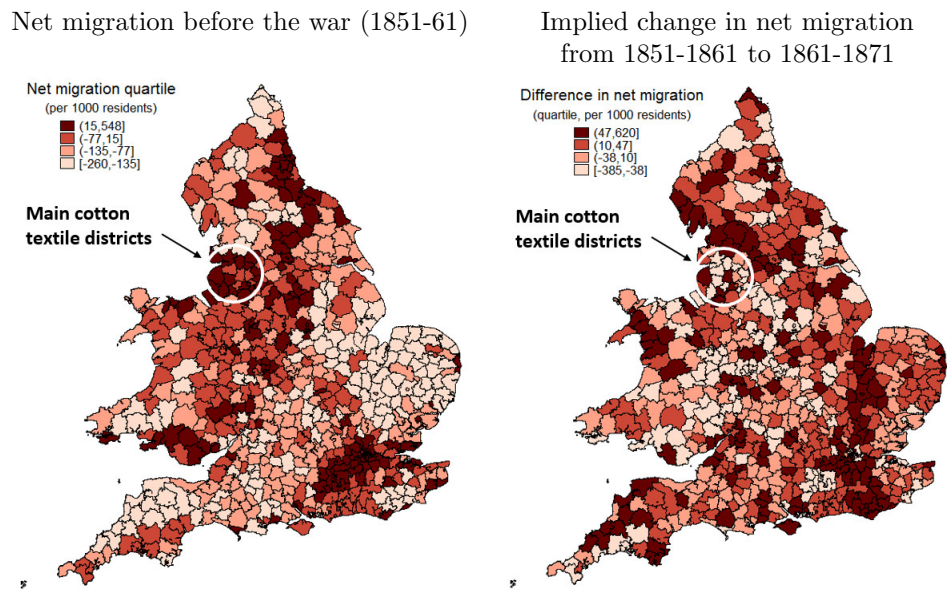 Net migration before the war (1851-61)
Net migration quartile
(per 1000 residents)
(15,548]
(-77,15]
(-135,-77]
[-260,-135]
Main cotton
textile districts
Implied change in net migration
from 1851-1861 to 1861-1871
Difference in net migration
(quartile, per 1000 residents)
(47,620]
(10,47]
(-38,10]
[-385,-38]
Main cotton
textile districts